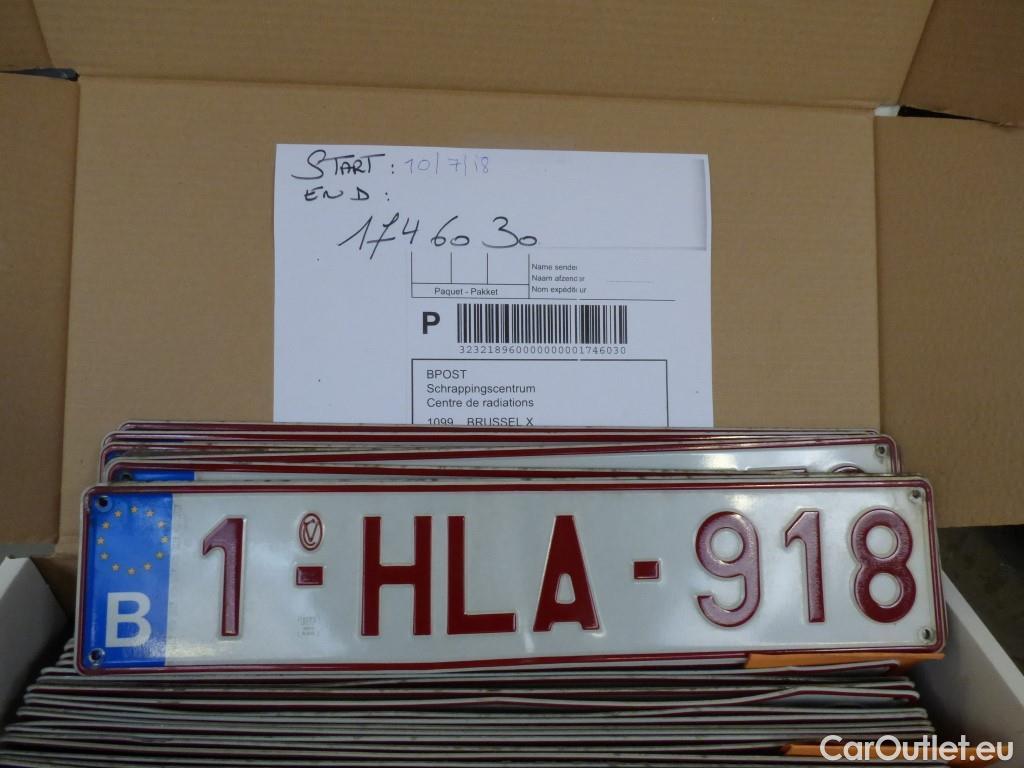 START : 10/7/18
END :
1746030
Name sender
Naam afzender
Nom expéditeur
Paquet - Pakket
P
323218960000000001746030
BPOST
Schrappingscentrum
Centre de radiations
1099 BRUSSEL X
B 1-HLA-918
CarOutlet.eu